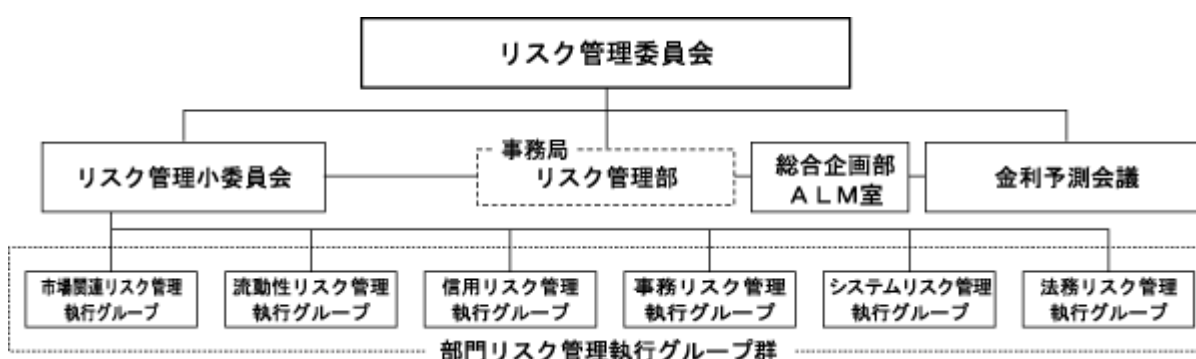 リスク管理委員会
事務局
リスク管理小委員会
リスク管理部
総合企画部
ＡＬＭ室
金利予測会議
市場関連リスク管理
執行グループ
流動性リスク管理
執行グループ
信用リスク管理
執行グループ
事務リスク管理
執行グループ
システムリスク管理
執行グループ
法務リスク管理
執行グループ
部門リスク管理執行グループ群